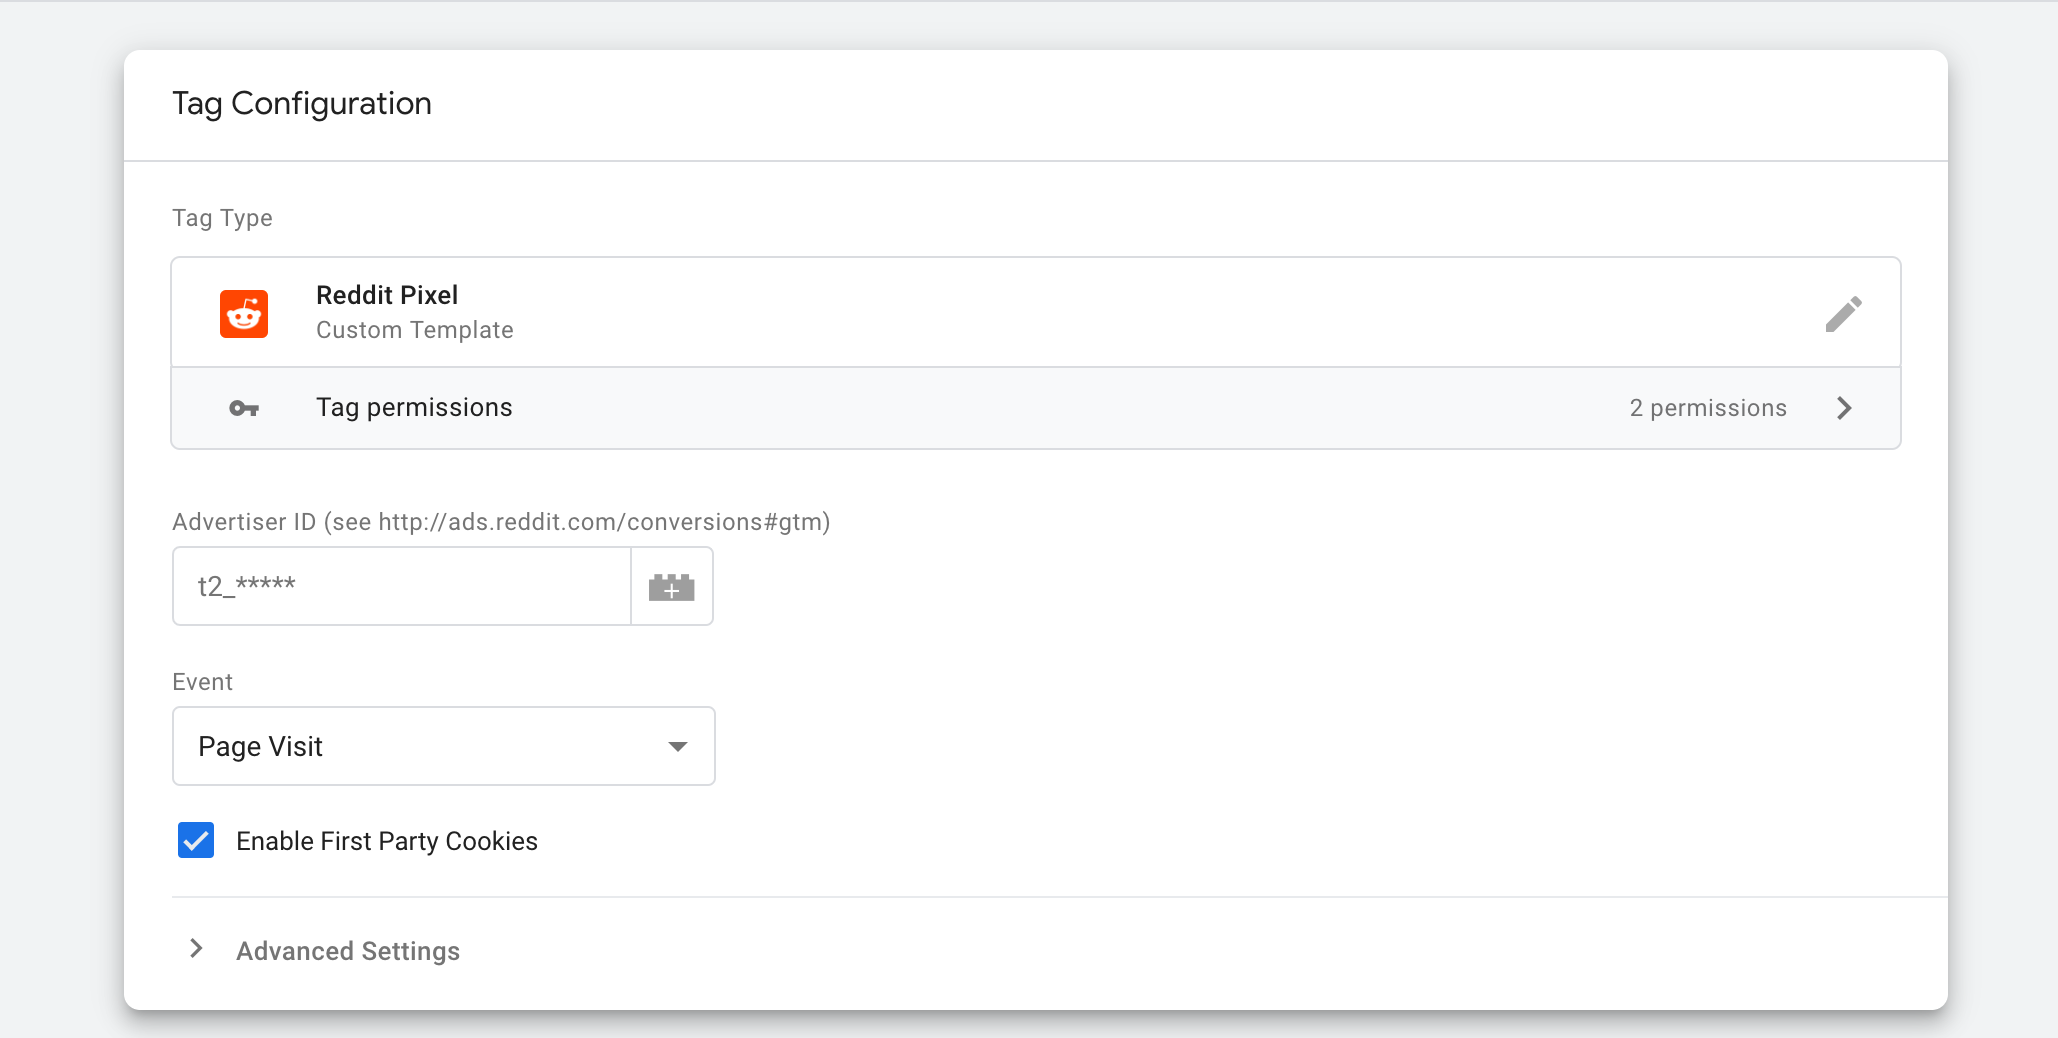 Tag Configuration
Tag Type
Reddit Pixel
Custom Template
Tag permissions
2 permissions
Advertiser ID (see http://ads.reddit.com/conversions#gtm)
t2_*****
Event
Page Visit
Enable First Party Cookies
Advanced Settings